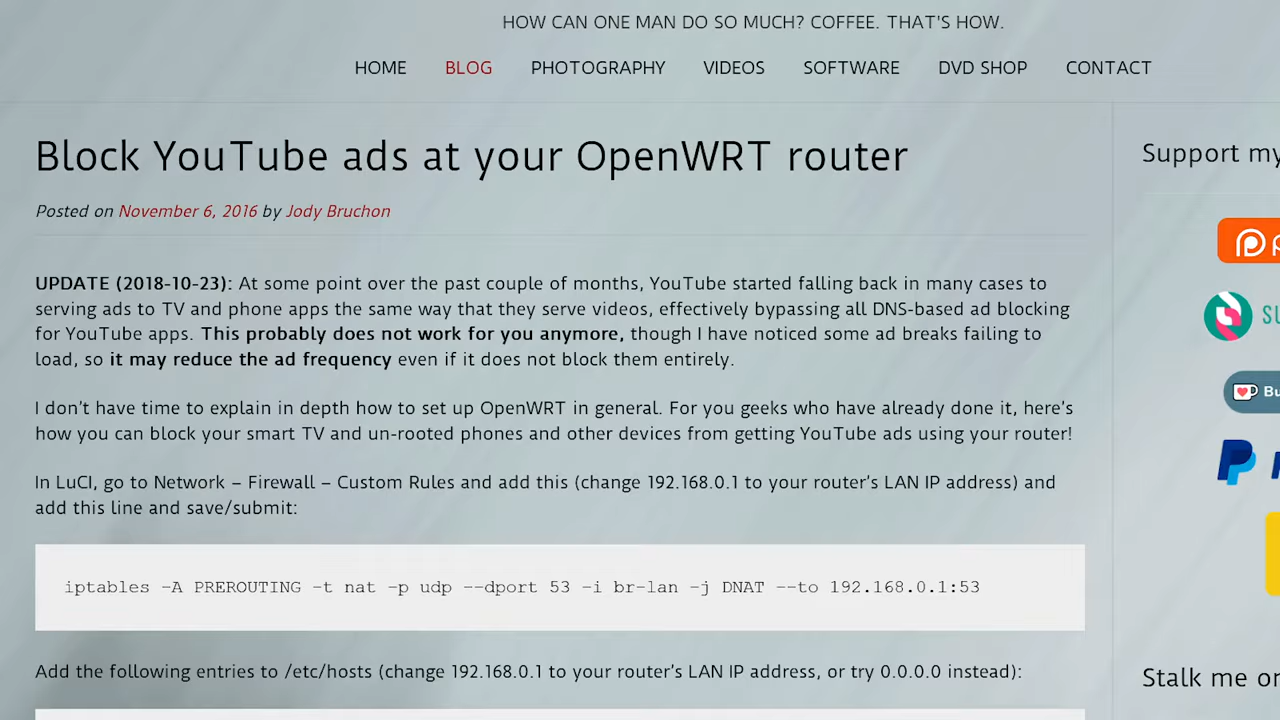 HOW CAN ONE MAN DO SO MUCH? COFFEE. THAT'S HOW.
HOME BLOG PHOTOGRAPHY VIDEOS SOFTWARE DVD SHOP CONTACT
Block YouTube ads at your OpenWRT router
Posted on November 6, 2016 by Jody Bruchon
UPDATE (2018-10-23): At some point over the past couple of months, YouTube started falling back in many cases to
serving ads to TV and phone apps the same way that they serve videos, effectively bypassing all DNS-based ad blocking
for YouTube apps. This probably does not work for you anymore, though I have noticed some ad breaks failing to
load, so it may reduce the ad frequency even if it does not block them entirely.
I don't have time to explain in depth how to set up OpenWRT in general. For you geeks who have already done it, here's
how you can block your smart TV and un-rooted phones and other devices from getting YouTube ads using your router!
In LuCI, go to Network – Firewall – Custom Rules and add this (change 192.168.0.1 to your router's LAN IP address) and
add this line and save/submit:
iptables -A PREROUTING -t nat -p udp --dport 53 -i br-lan -j DNAT --to 192.168.0.1:53
Add the following entries to /etc/hosts (change 192.168.0.1 to your router's LAN IP address, or try 0.0.0.0 instead):
Support my
Stalk me on